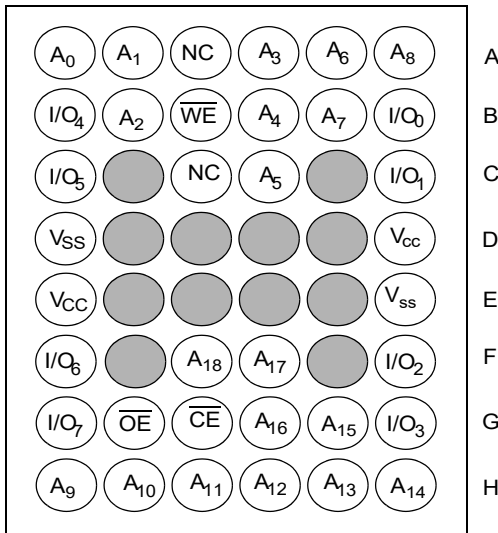 A0 A1 NC A3 A6 A8 A
I/O4 A2 WE A4 A7 I/O0 B
I/O5 NC A5 I/O1 C
VSS Vcc D
VCC Vss E
I/O6 A18 A17 I/O2 F
I/O7 OE CE A16 A15 I/O3 G
A9 A10 A11 A12 A13 A14 H